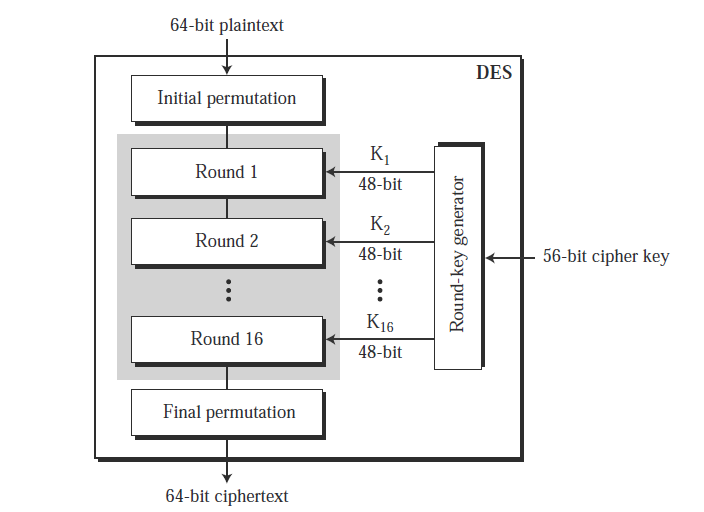 64-bit plaintext
DES
Initial permutation
K1
Round 1
48-bit
K2
Round 2
48-bit
Round-key generator
56-bit cipher key
K16
Round 16
48-bit
Final permutation
64-bit ciphertext